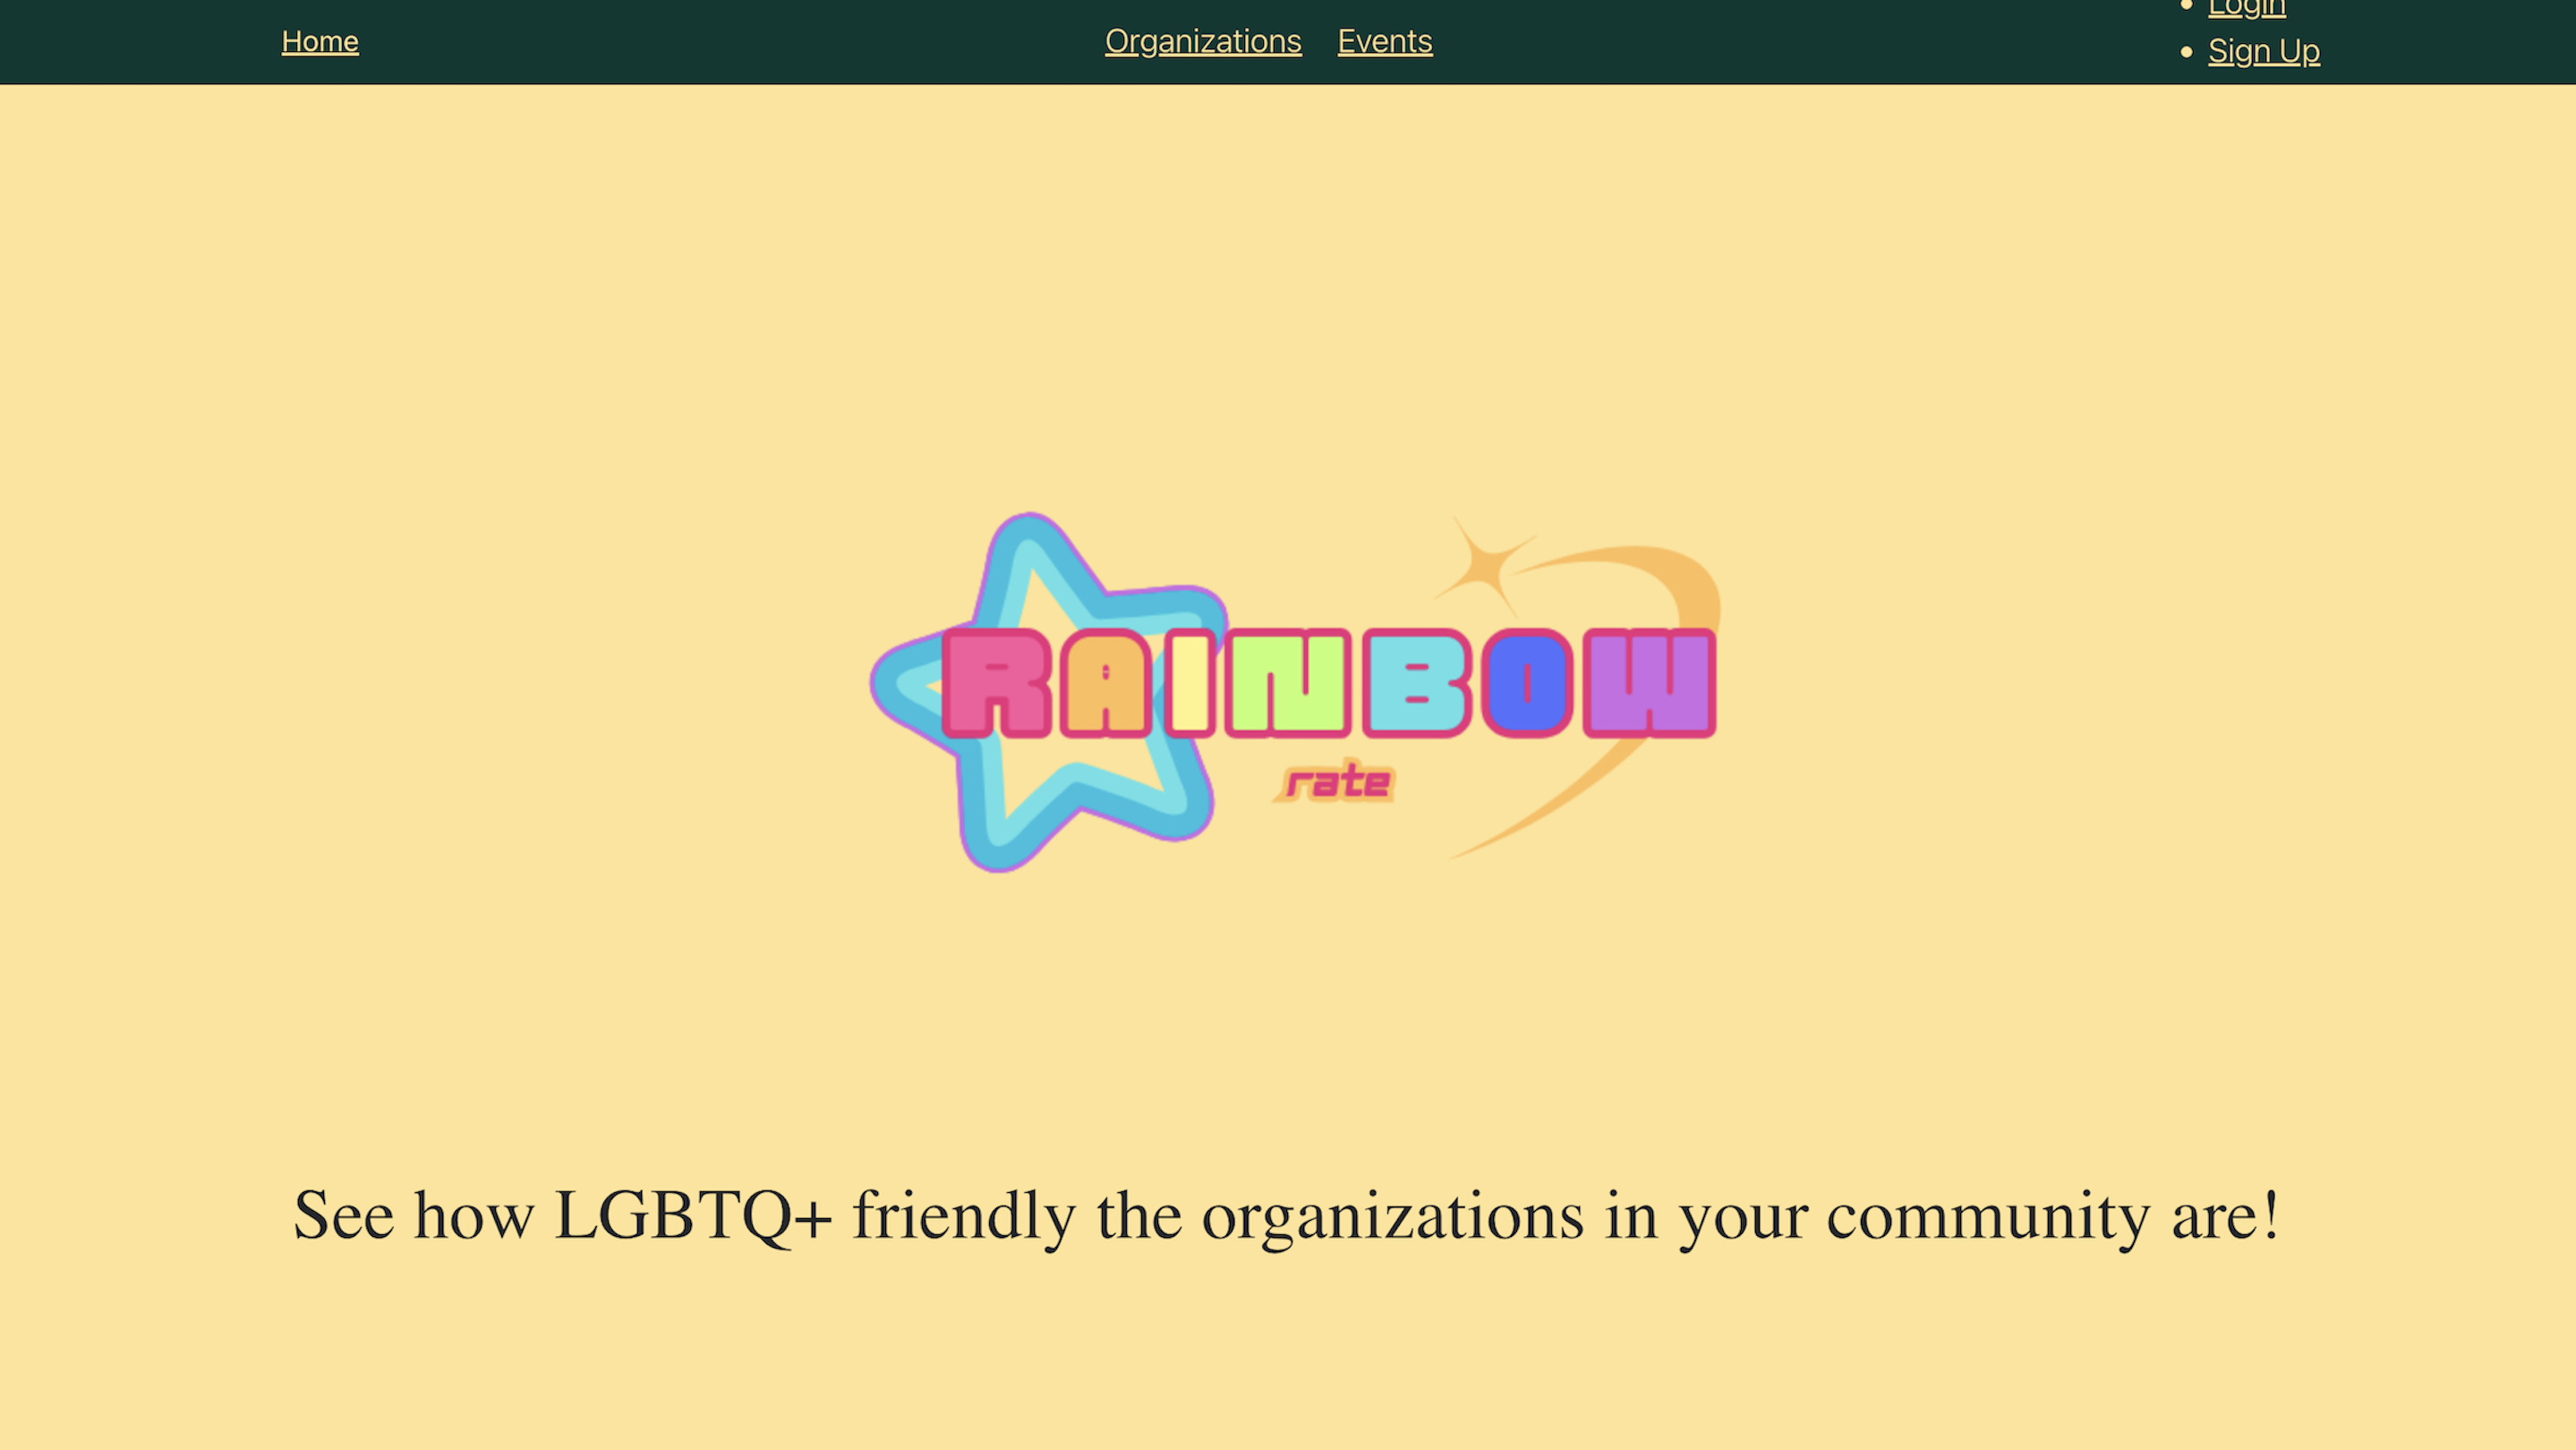 Home
Organizations Events
Login
Sign Up
RAINBOW
rate
See how LGBTQ+ friendly the organizations in your community are!